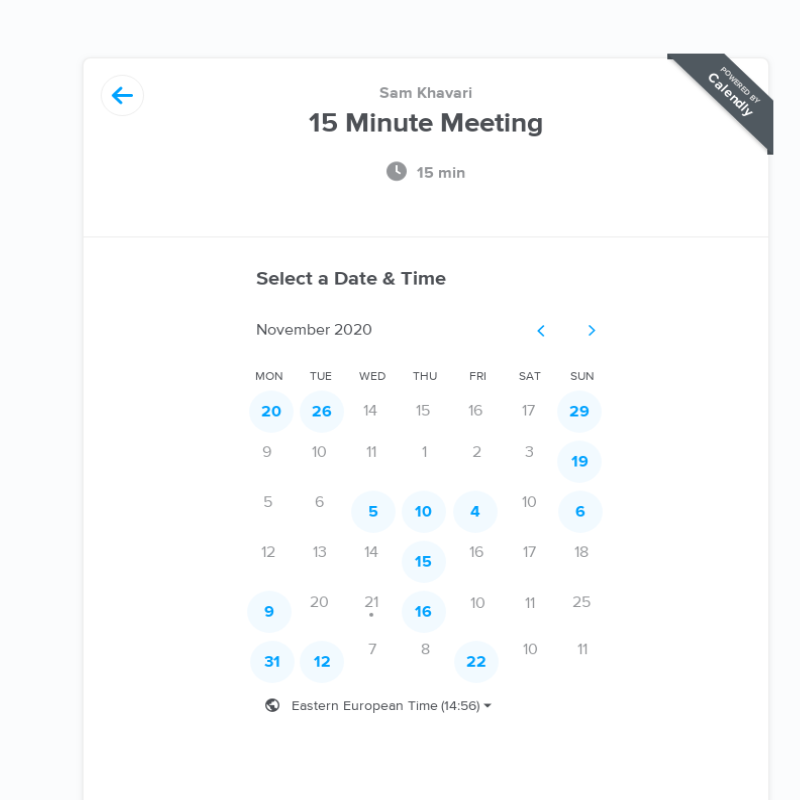 Sam Khavari
15 Minute Meeting
15 min
POWERED BY
Calendly
Select a Date & Time
November 2020
MON TUE WED THU FRI SAT SUN
20 26 14 15 16 17 29
9 10 11 1 2 3 19
5 6 5 10 4 10 6
12 13 14 15 16 17 18
9 20 21 16 10 11 25
31 12 7 8 22 10 11
Eastern European Time (14:56)